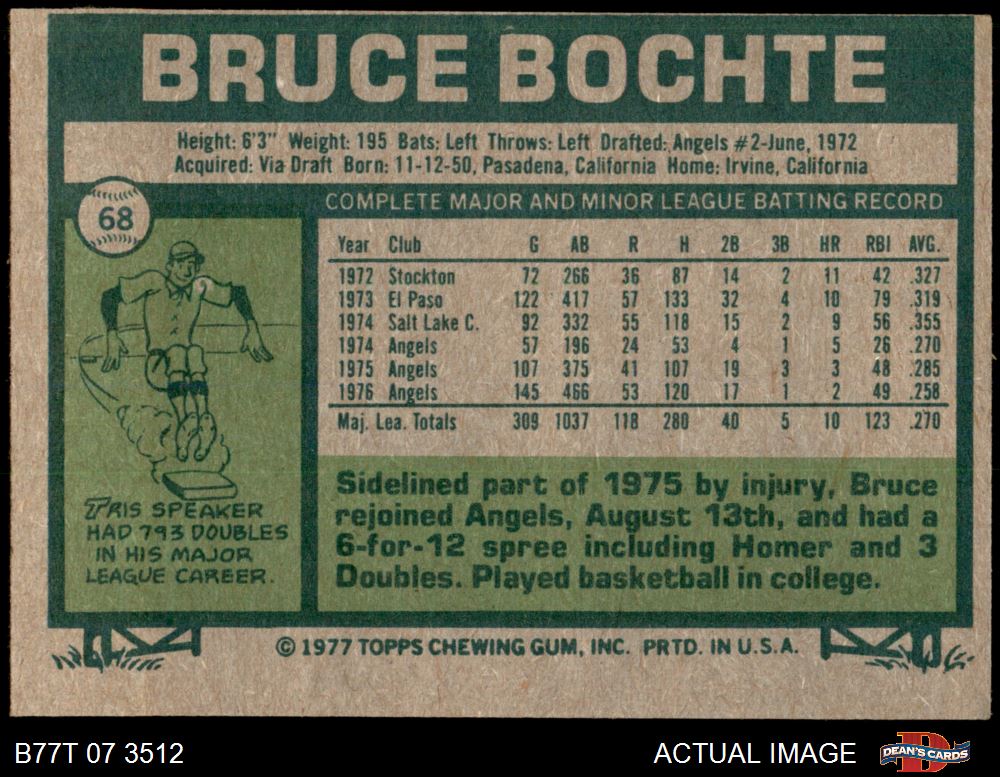 BRUCE BOCHTE
Height: 6'3" Weight: 195 Bats: Left Throws: Left Drafted: Angels #2-June, 1972
Acquired: Via Draft Born: 11-12-50, Pasadena, California Home: Irvine, California
68
COMPLETE MAJOR AND MINOR LEAGUE BATTING RECORD
Year Club G AB R H 2B 3B HR RBI AVG.
1972 Stockton 72 266 36 87 14 2 11 42 .327
1973 El Paso 122 417 57 133 32 4 10 79 .319
1974 Salt Lake C. 92 332 55 118 15 2 9 56 .355
1974 Angels 57 196 24 53 4 1 5 26 .270
1975 Angels 107 375 41 107 19 3 3 48 .285
1976 Angels 145 466 53 120 17 1 2 49 .258
Maj. Lea. Totals 309 1037 118 280 40 5 10 123 .270
TRIS SPEAKER
HAD 793 DOUBLES
IN HIS MAJOR
LEAGUE CAREER.
Sidelined part of 1975 by injury, Bruce
rejoined Angels, August 13th, and had a
6-for-12 spree including Homer and 3
Doubles. Played basketball in college.
© 1977 TOPPS CHEWING GUM, INC. PRTD. IN U.S.A.
B77T 07 3512
ACTUAL IMAGE
DEAN'S CARDS